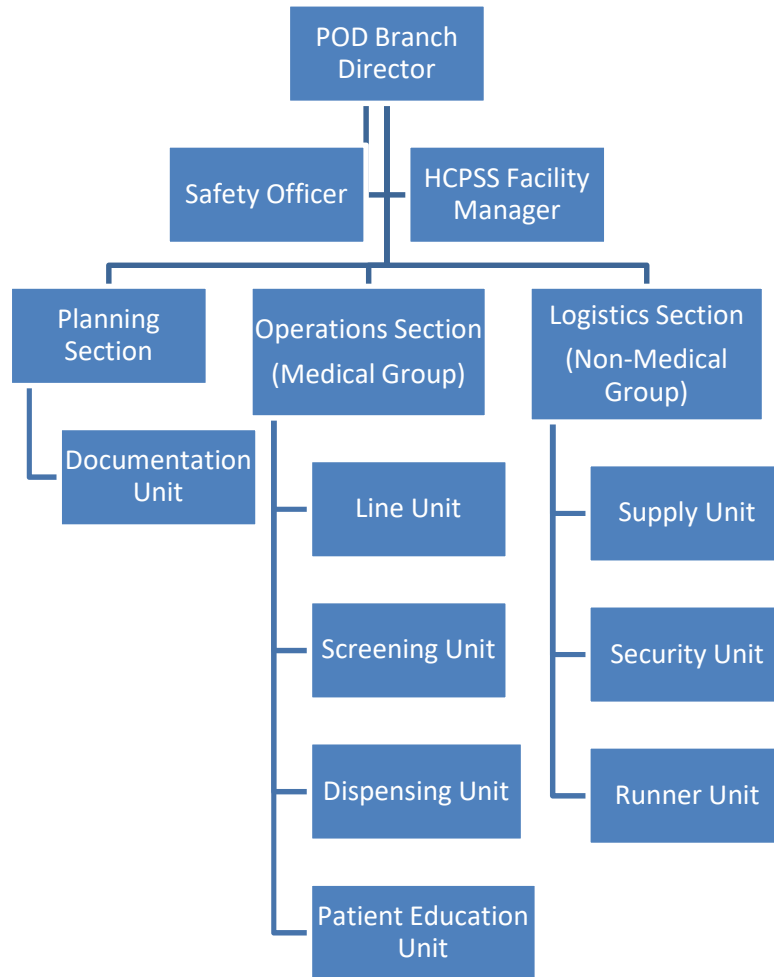 POD Branch
Director
Safety Officer
HCPSS Facility
Manager
Planning
Section
Operations Section
(Medical Group)
Logistics Section
(Non-Medical
Group)
Documentation
Unit
Line Unit
Screening Unit
Dispensing Unit
Patient Education
Unit
Supply Unit
Security Unit
Runner Unit